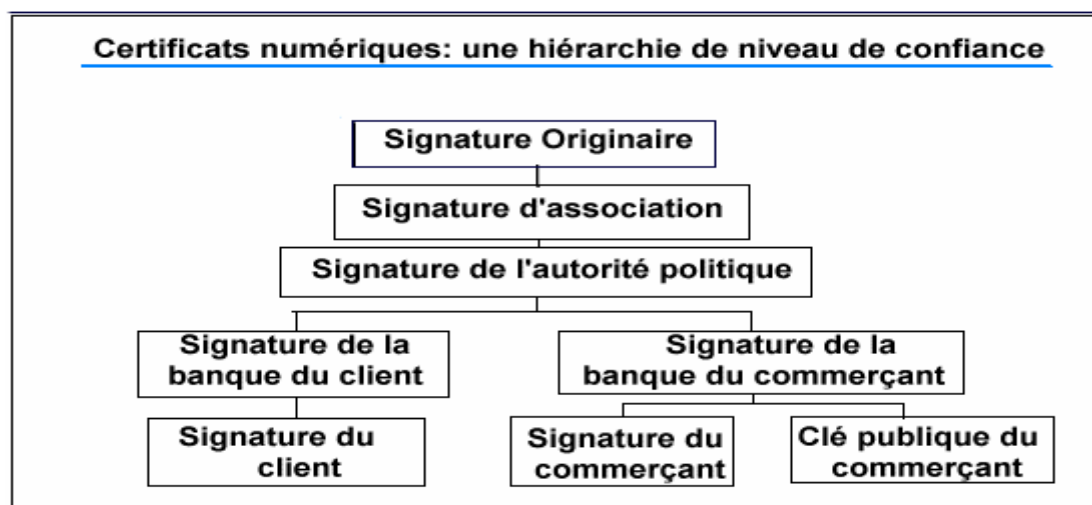 Certificats numériques: une hiérarchie de niveau de confiance
Signature Originaire
Signature d'association
Signature de l'autorité politique
Signature de la
banque du client
Signature de la
banque du commerçant
Signature du
client
Signature du
commerçant
Clé publique du
commerçant